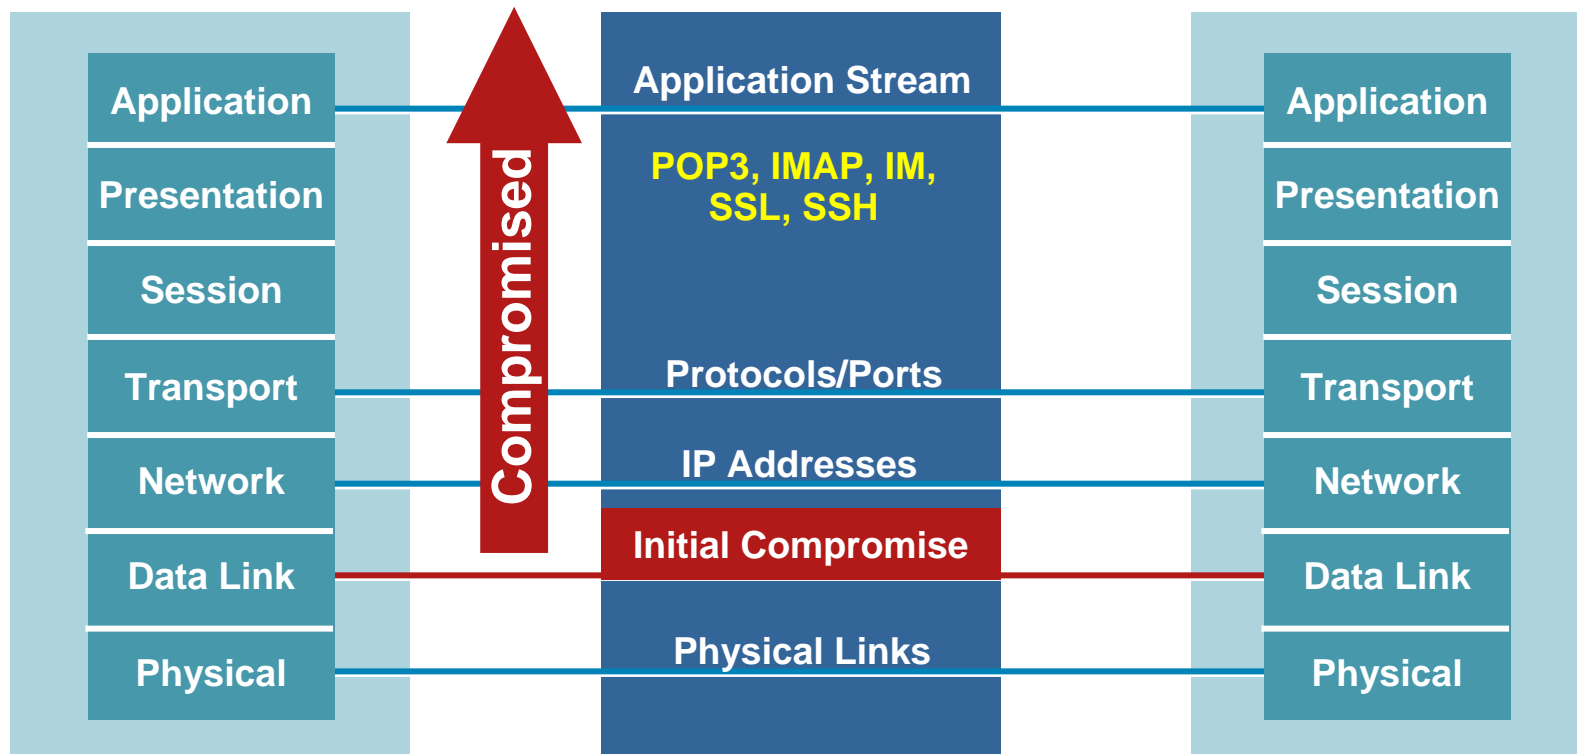 Application
Presentation
Session
Transport
Network
Data Link
Physical
Compromised
Application Stream
POP3, IMAP, IM,
SSL, SSH
Protocols/Ports
IP Addresses
Initial Compromise
Physical Links
Application
Presentation
Session
Transport
Network
Data Link
Physical